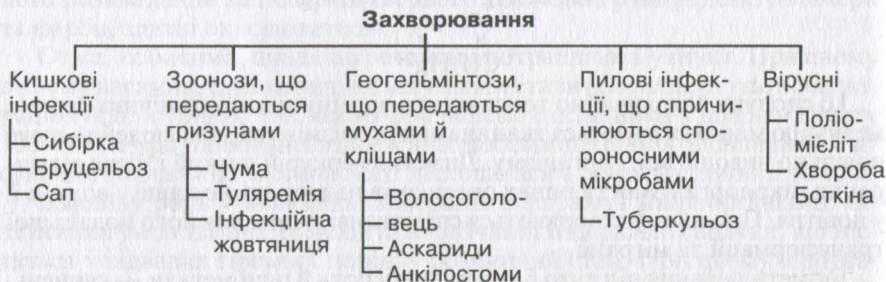 Захворювання
Кишкові
інфекції
Сибірка
Бруцельоз
Сап
Зоонози, що
передаються
гризунами
Чума
Туляремія
Інфекційна
жовтяниця
Геогельмінтози,
що передаються
мухами й
кліщами
Волосоголо-
вець
Аскариди
Анкілостоми
Пилові інфек-
ції, що спричи-
нюються спо-
роносними
мікробами
Туберкульоз
Вірусні
Поліо-
мієліт
Хвороба
Боткіна